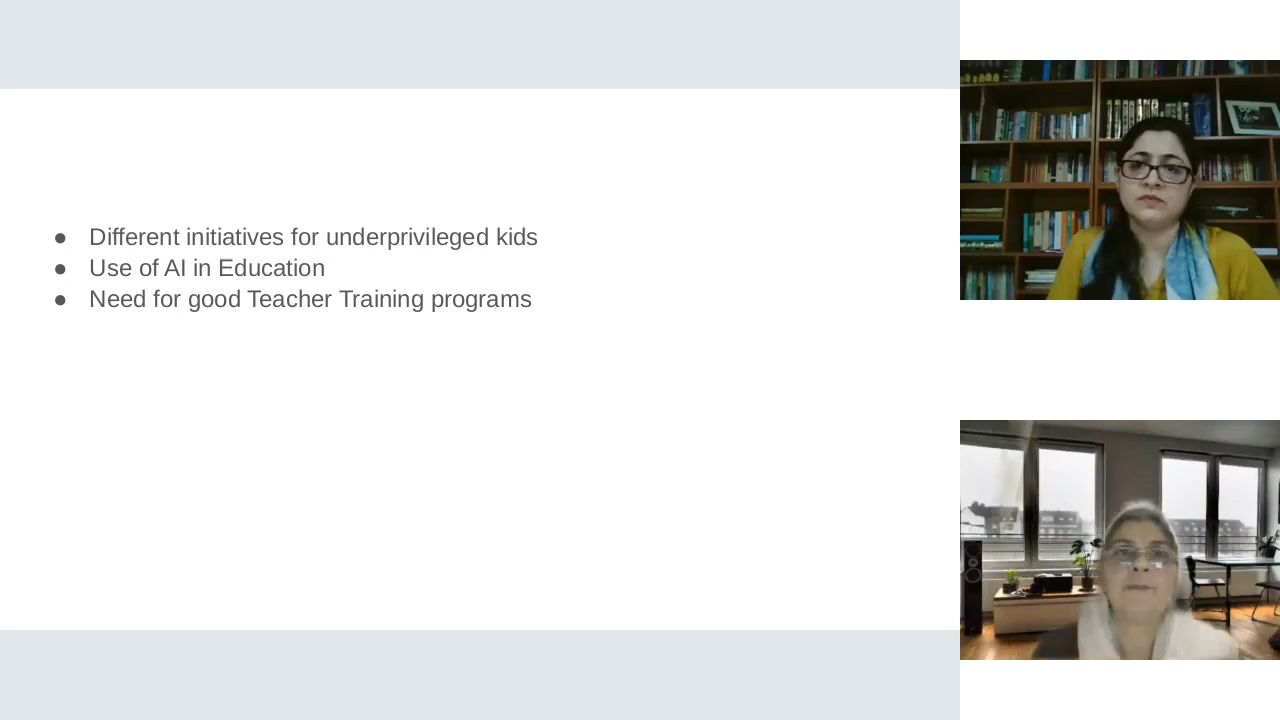 ● Different initiatives for underprivileged kids
● Use of AI in Education
● Need for good Teacher Training programs